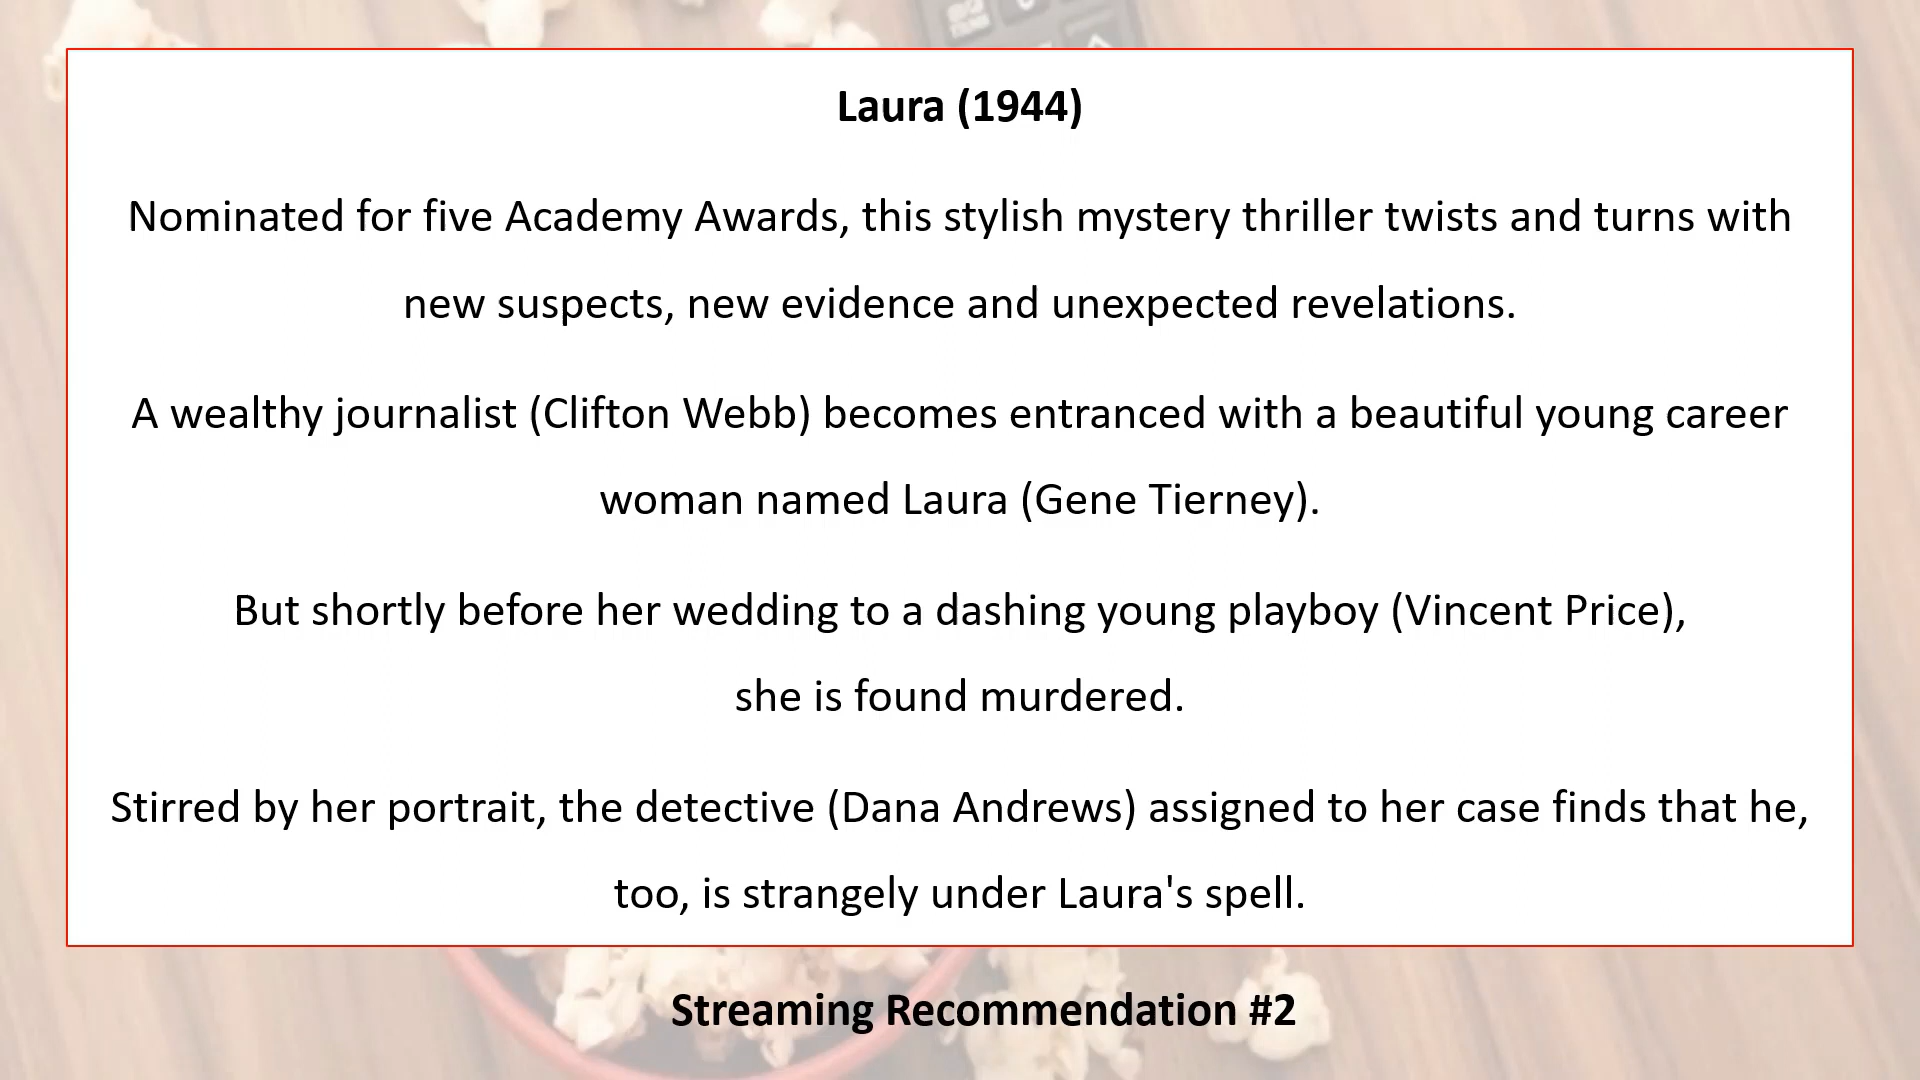 Laura (1944)
Nominated for five Academy Awards, this stylish mystery thriller twists and turns with
new suspects, new evidence and unexpected revelations.
A wealthy journalist (Clifton Webb) becomes entranced with a beautiful young career
woman named Laura (Gene Tierney).
But shortly before her wedding to a dashing young playboy (Vincent Price),
she is found murdered.
Stirred by her portrait, the detective (Dana Andrews) assigned to her case finds that he,
too, is strangely under Laura's spell.
Streaming Recommendation #2